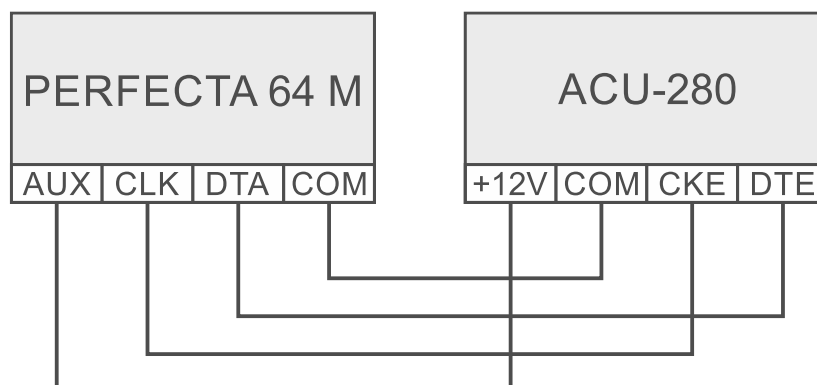 PERFECTA 64 M
ACU-280
AUX CLK DTA COM
+12V COM CKE DTE